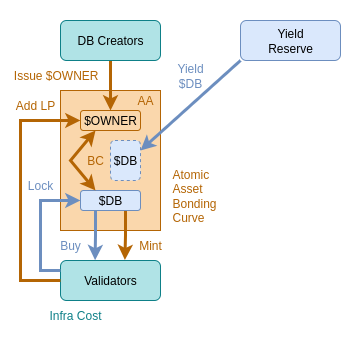 DB Creators
Yield
Reserve
Issue $OWNER
Yield
$DB
Add LP
AA
$OWNER
BC
$DB
Atomic
Asset
Bonding
Curve
Lock
$DB
Buy
Mint
Validators
Infra Cost